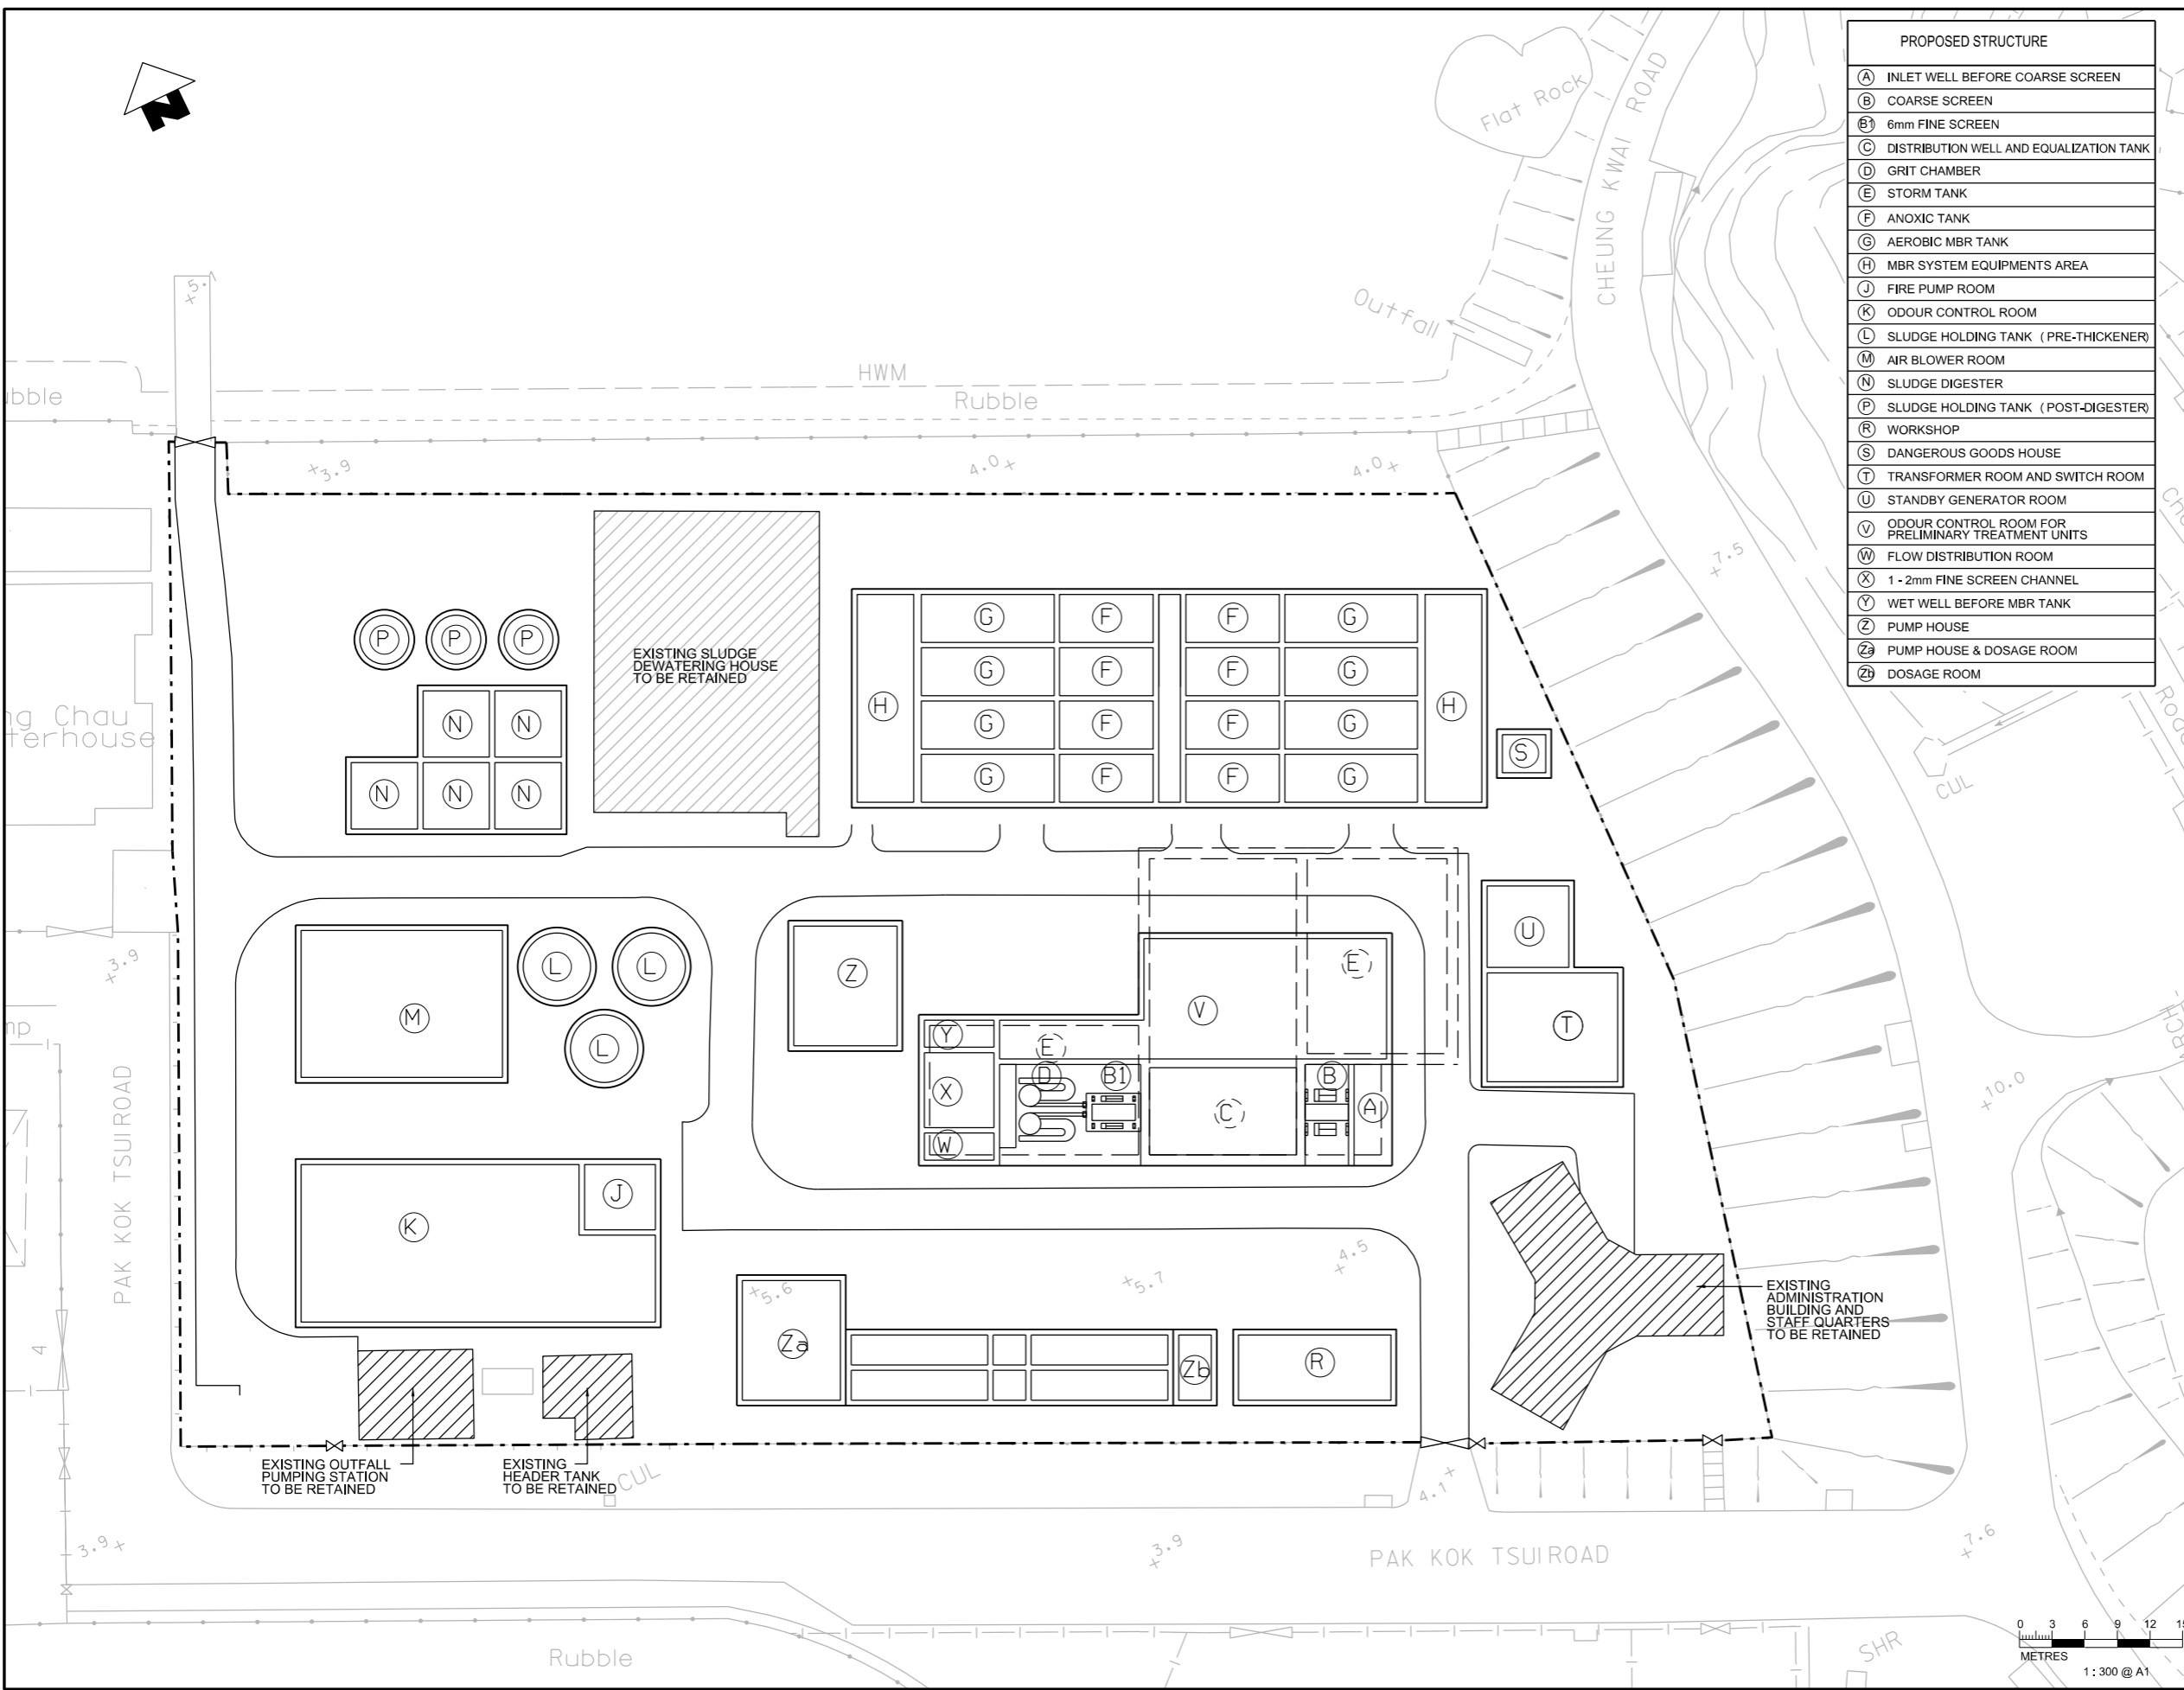 PROPOSED STRUCTURE
A INLET WELL BEFORE COARSE SCREEN
B COARSE SCREEN
B1 6mm FINE SCREEN
C DISTRIBUTION WELL AND EQUALIZATION TANK
D GRIT CHAMBER
E STORM TANK
F ANOXIC TANK
G AEROBIC MBR TANK
H MBR SYSTEM EQUIPMENTS AREA
J FIRE PUMP ROOM
K ODOUR CONTROL ROOM
L SLUDGE HOLDING TANK (PRE-THICKENER)
M AIR BLOWER ROOM
N SLUDGE DIGESTER
P SLUDGE HOLDING TANK (POST-DIGESTER)
R WORKSHOP
S DANGEROUS GOODS HOUSE
T TRANSFORMER ROOM AND SWITCH ROOM
U STANDBY GENERATOR ROOM
V ODOUR CONTROL ROOM FOR
PRELIMINARY TREATMENT UNITS
W FLOW DISTRIBUTION ROOM
X 1 - 2mm FINE SCREEN CHANNEL
Y WET WELL BEFORE MBR TANK
Z PUMP HOUSE
Za PUMP HOUSE & DOSAGE ROOM
Zb DOSAGE ROOM
N
Flat Rock
CHEUNG KWAI ROAD
Outfall
HWM
Rubble
3.9
4.0
4.0
7.5
G F F G
P P P
EXISTING SLUDGE
DEWATERING HOUSE
TO BE RETAINED
G F F G
H H
N N
G F F G
S
N N N
G F F G
CUL
U
3.9
L L
Z
E
M
V
T
L
Y
E
D B1 B
X
C
A
W
10.0
PAK KOK TSUI ROAD
J
K
4.5
5.7
5.6
EXISTING
ADMINISTRATION
BUILDING AND
STAFF QUARTERS
TO BE RETAINED
Za
Zb
R
4
EXISTING OUTFALL
PUMPING STATION
TO BE RETAINED
EXISTING
HEADER TANK
TO BE RETAINED
CUL
4.1
3.9
3.9
PAK KOK TSUI ROAD
7.6
Rubble
SHR
0 3 6 9 12
METRES
1 : 300 @ A1